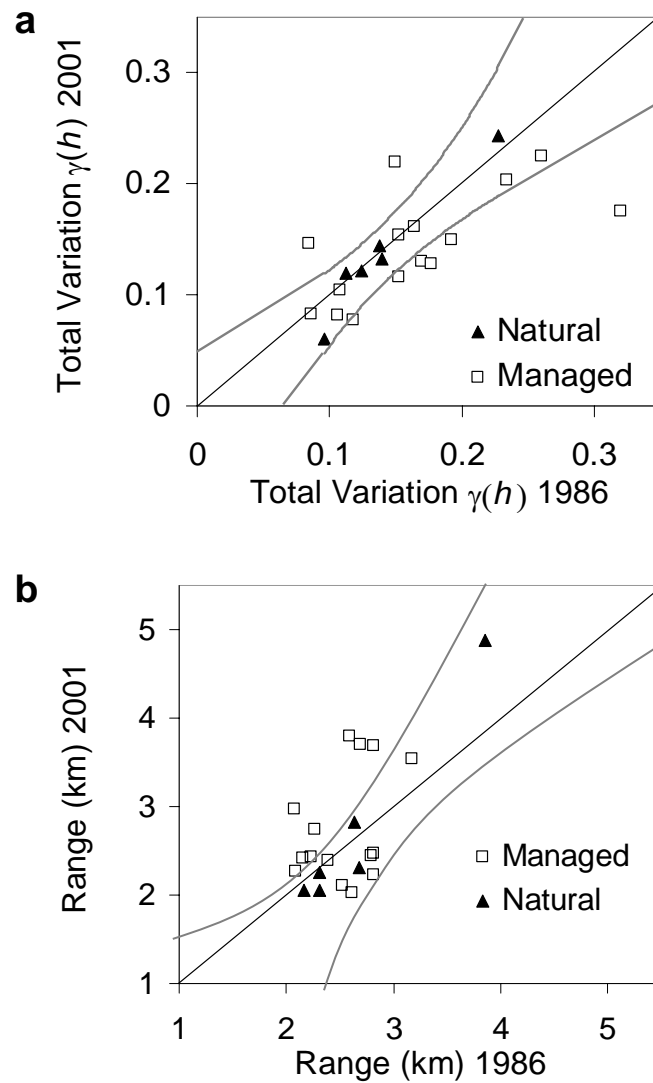 a
Total Variation γ(h) 2001
0.3
0.2
0.1
0
▲ Natural
□ Managed
0 0.1 0.2 0.3
Total Variation γ(h) 1986
b
Range (km) 2001
5
4
3
2
1
□ Managed
▲ Natural
1 2 3 4 5
Range (km) 1986